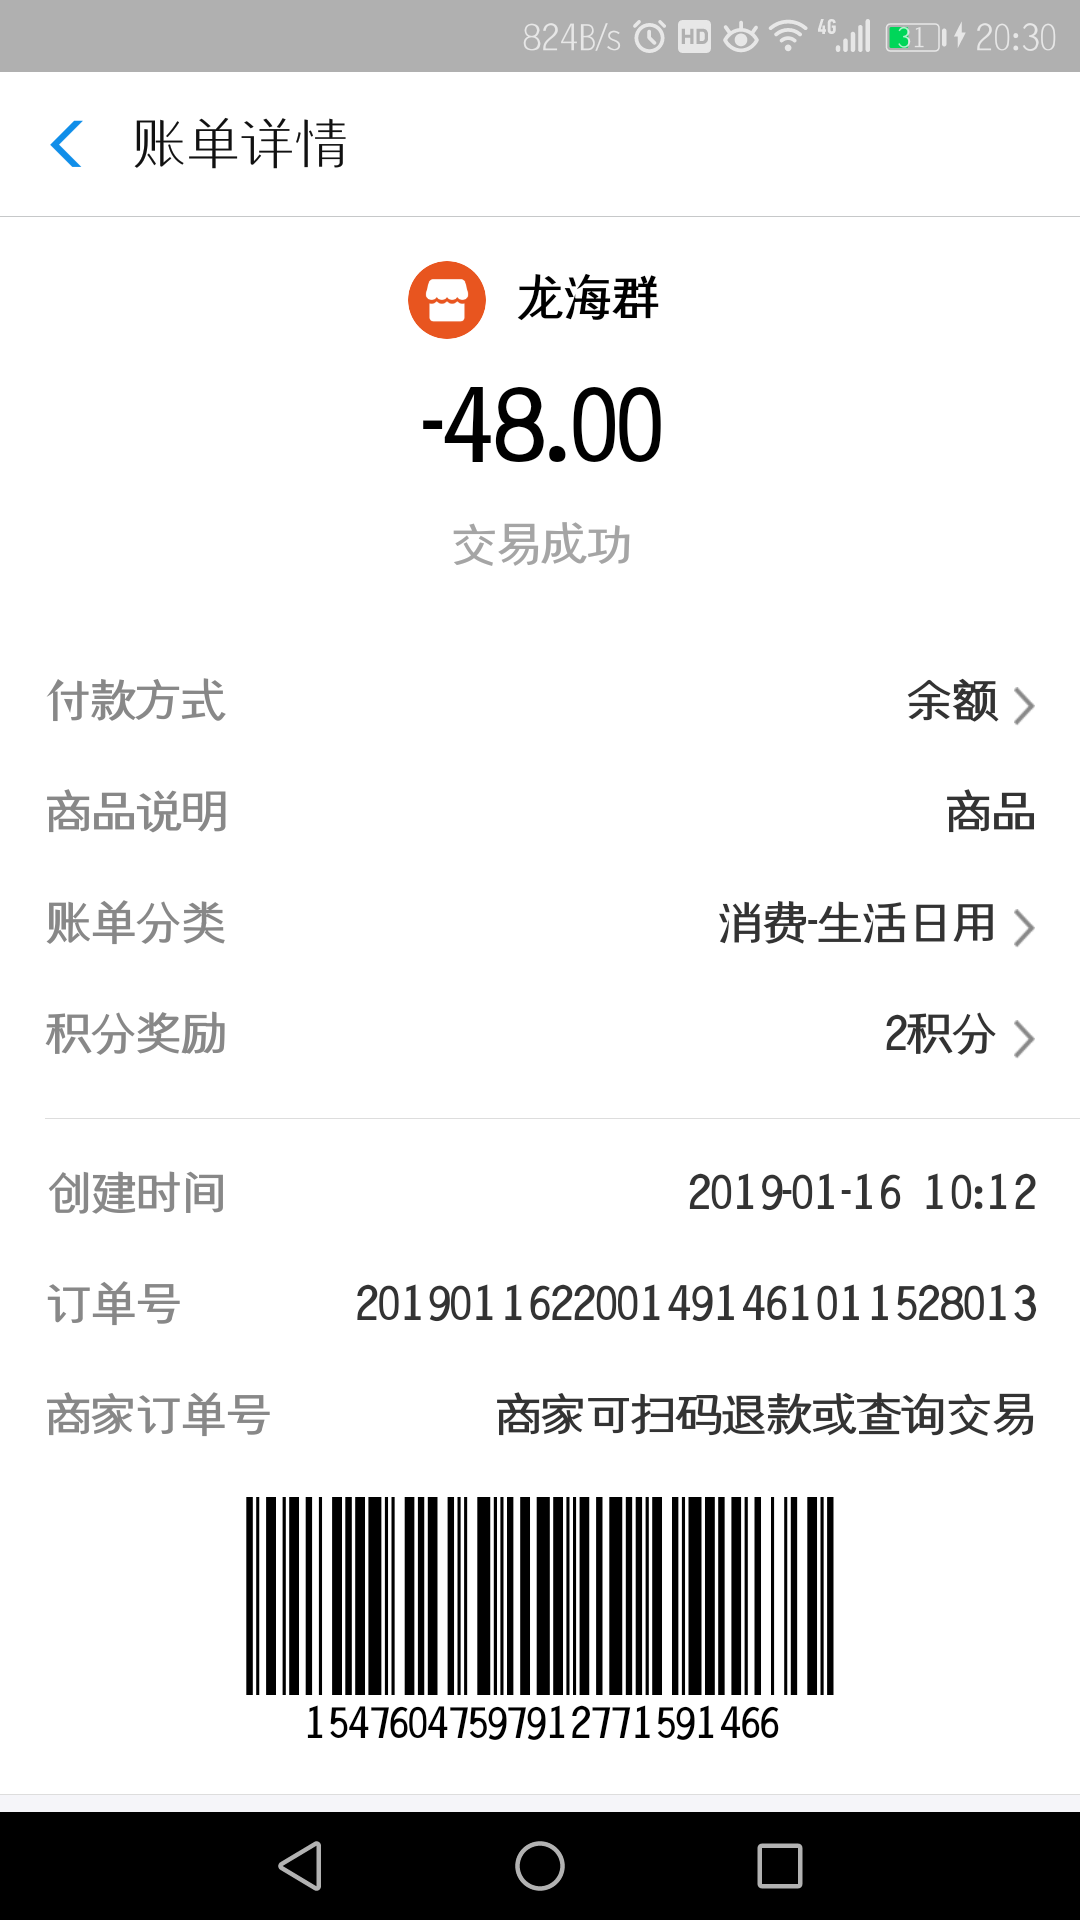 824B/s HD 4G 31 20:30
账单详情
龙海群
-48.00
交易成功
付款方式 余额
商品说明 商品
账单分类 消费-生活日用
积分奖励 2积分
创建时间 2019-01-16 10:12
订单号 2019011622001491461011528013
商家订单号 商家可扫码退款或查询交易
1547604759791277159​1466